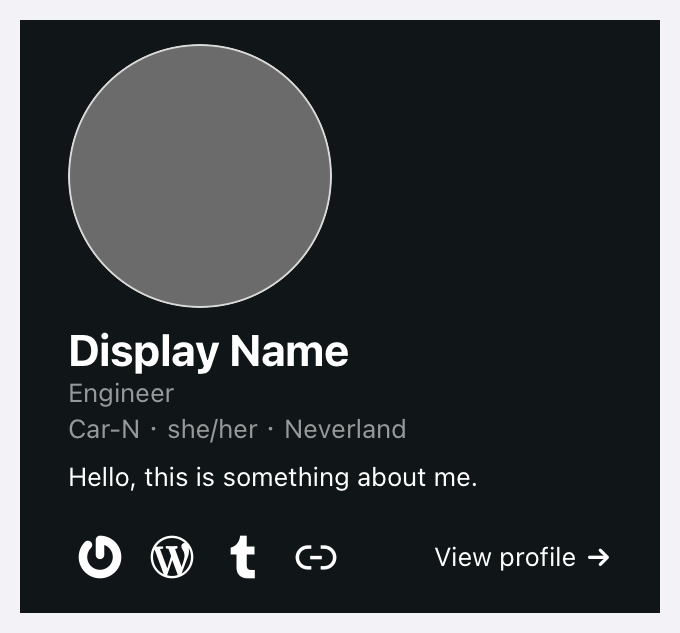 Display Name
Engineer
Car-N · she/her · Neverland
Hello, this is something about me.
View profile →